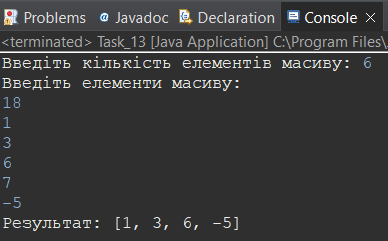 Problems Javadoc Declaration Console
<terminated> Task_13 [Java Application] C:\Program Files\
Введіть кількість елементів масиву: 6
Введіть елементи масиву:
18
1
3
6
7
-5
Результат: [1, 3, 6, -5]